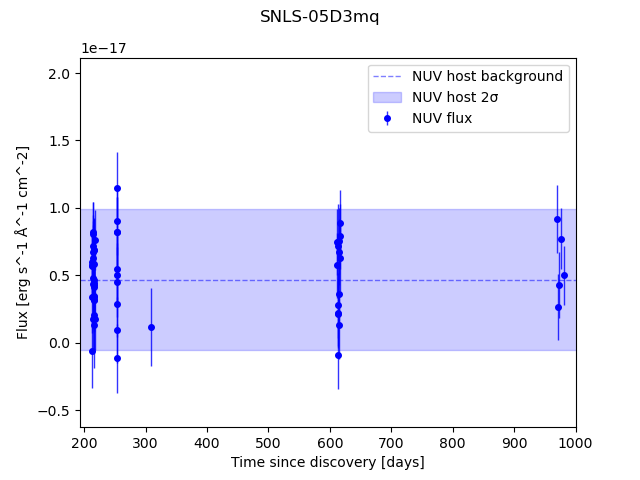 SNLS-05D3mq
1e−17
NUV host background
NUV host 2σ
NUV flux
2.0
1.5
1.0
0.5
0.0
−0.5
Flux [erg s^-1 Å^-1 cm^-2]
200 300 400 500 600 700 800 900 1000
Time since discovery [days]